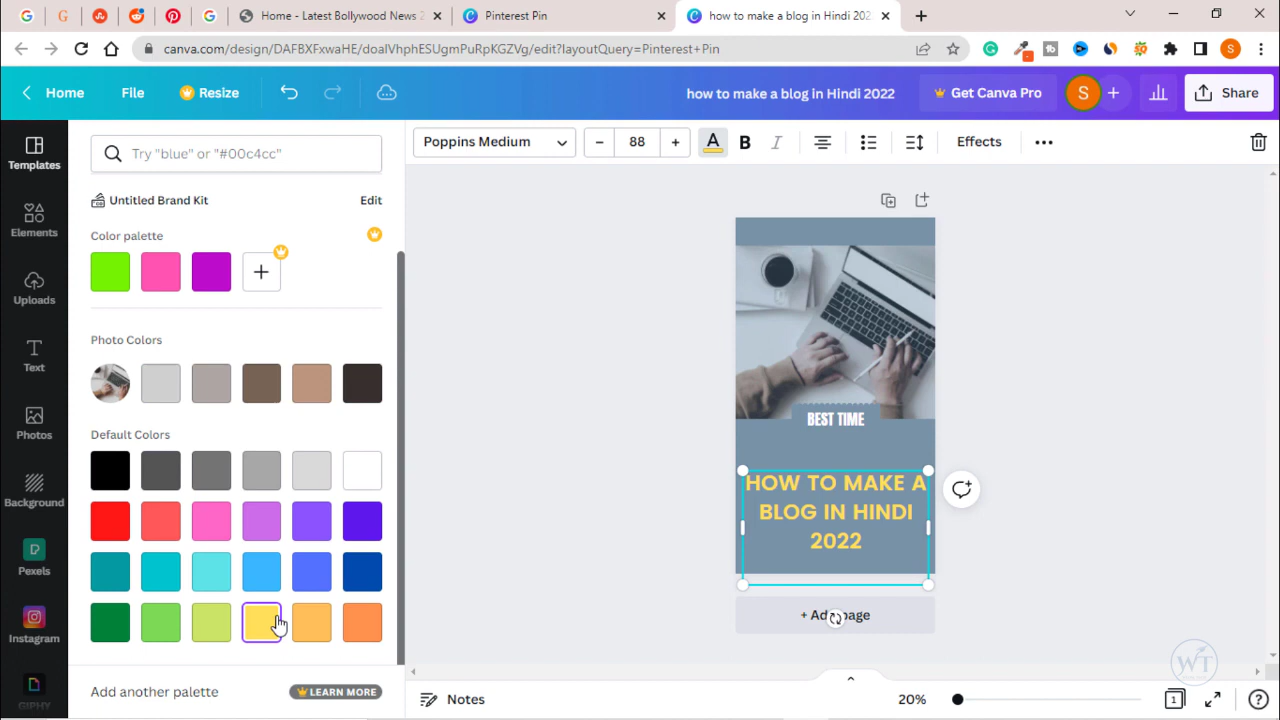 Home - Latest Bollywood News 2
Pinterest Pin
how to make a blog in Hindi 202
canva.com/design/DAFBXFxwaHE/doalVhphESUgmPuRpKGZVg/edit?layoutQuery=Pinterest+Pin
S
Home
File
Resize
how to make a blog in Hindi 2022
Get Canva Pro
S
Share
Templates
Elements
Uploads
Text
Photos
Background
Pexels
Instagram
GIPHY
Try "blue" or "#00c4cc"
Untitled Brand Kit
Edit
Color palette
Photo Colors
Default Colors
Add another palette
LEARN MORE
Poppins Medium
88
A
B
I
Effects
BEST TIME
HOW TO MAKE A
BLOG IN HINDI
2022
+ Add page
Notes
20%
1
WT